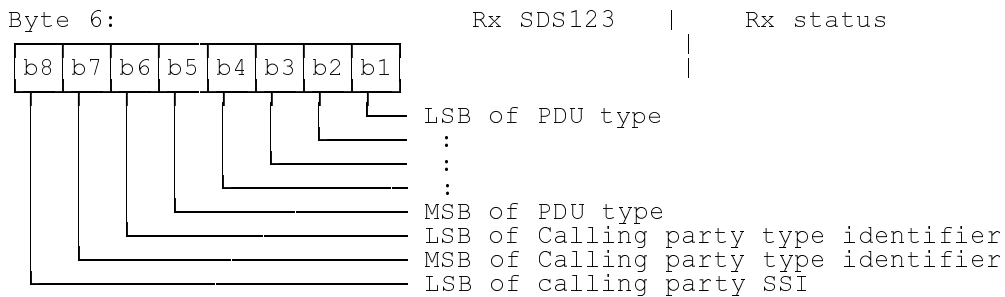 Byte 6: Rx SDS123 | Rx status
|
b8 b7 b6 b5 b4 b3 b2 b1 |
LSB of PDU type
:
:
:
MSB of PDU type
LSB of Calling party type identifier
MSB of Calling party type identifier
LSB of calling party SSI